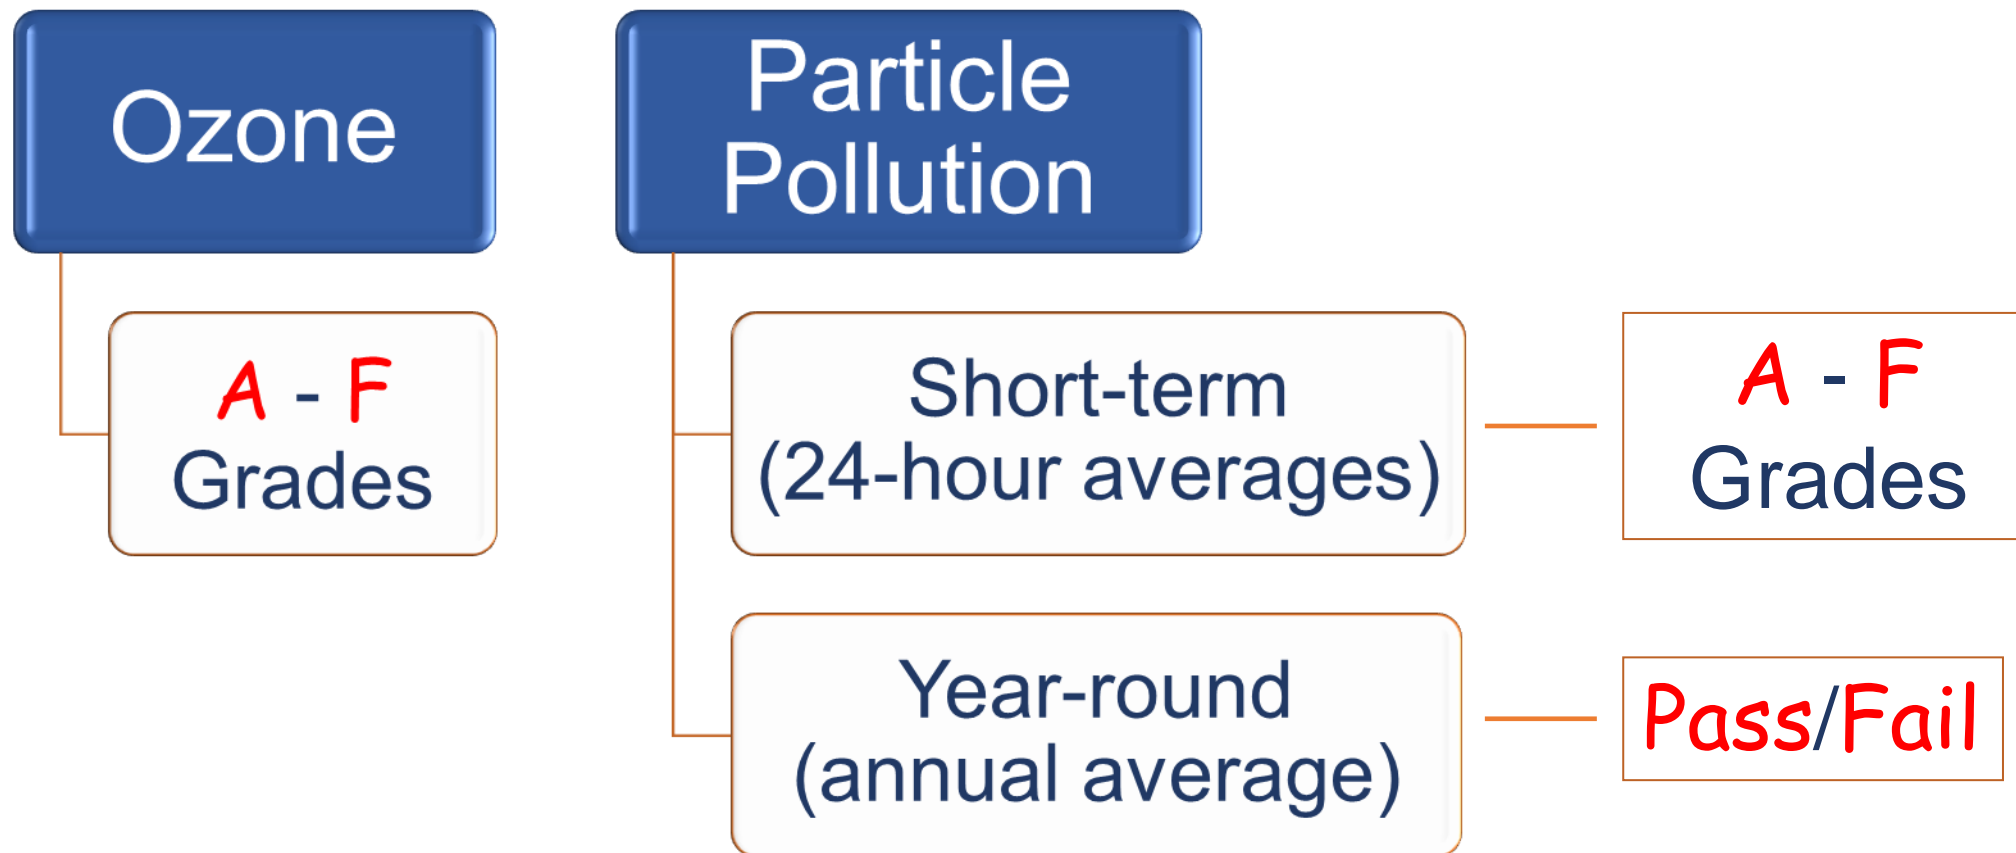 Ozone
A - F
Grades
Particle
Pollution
Short-term
(24-hour averages)
A - F
Grades
Year-round
(annual average)
Pass/Fail